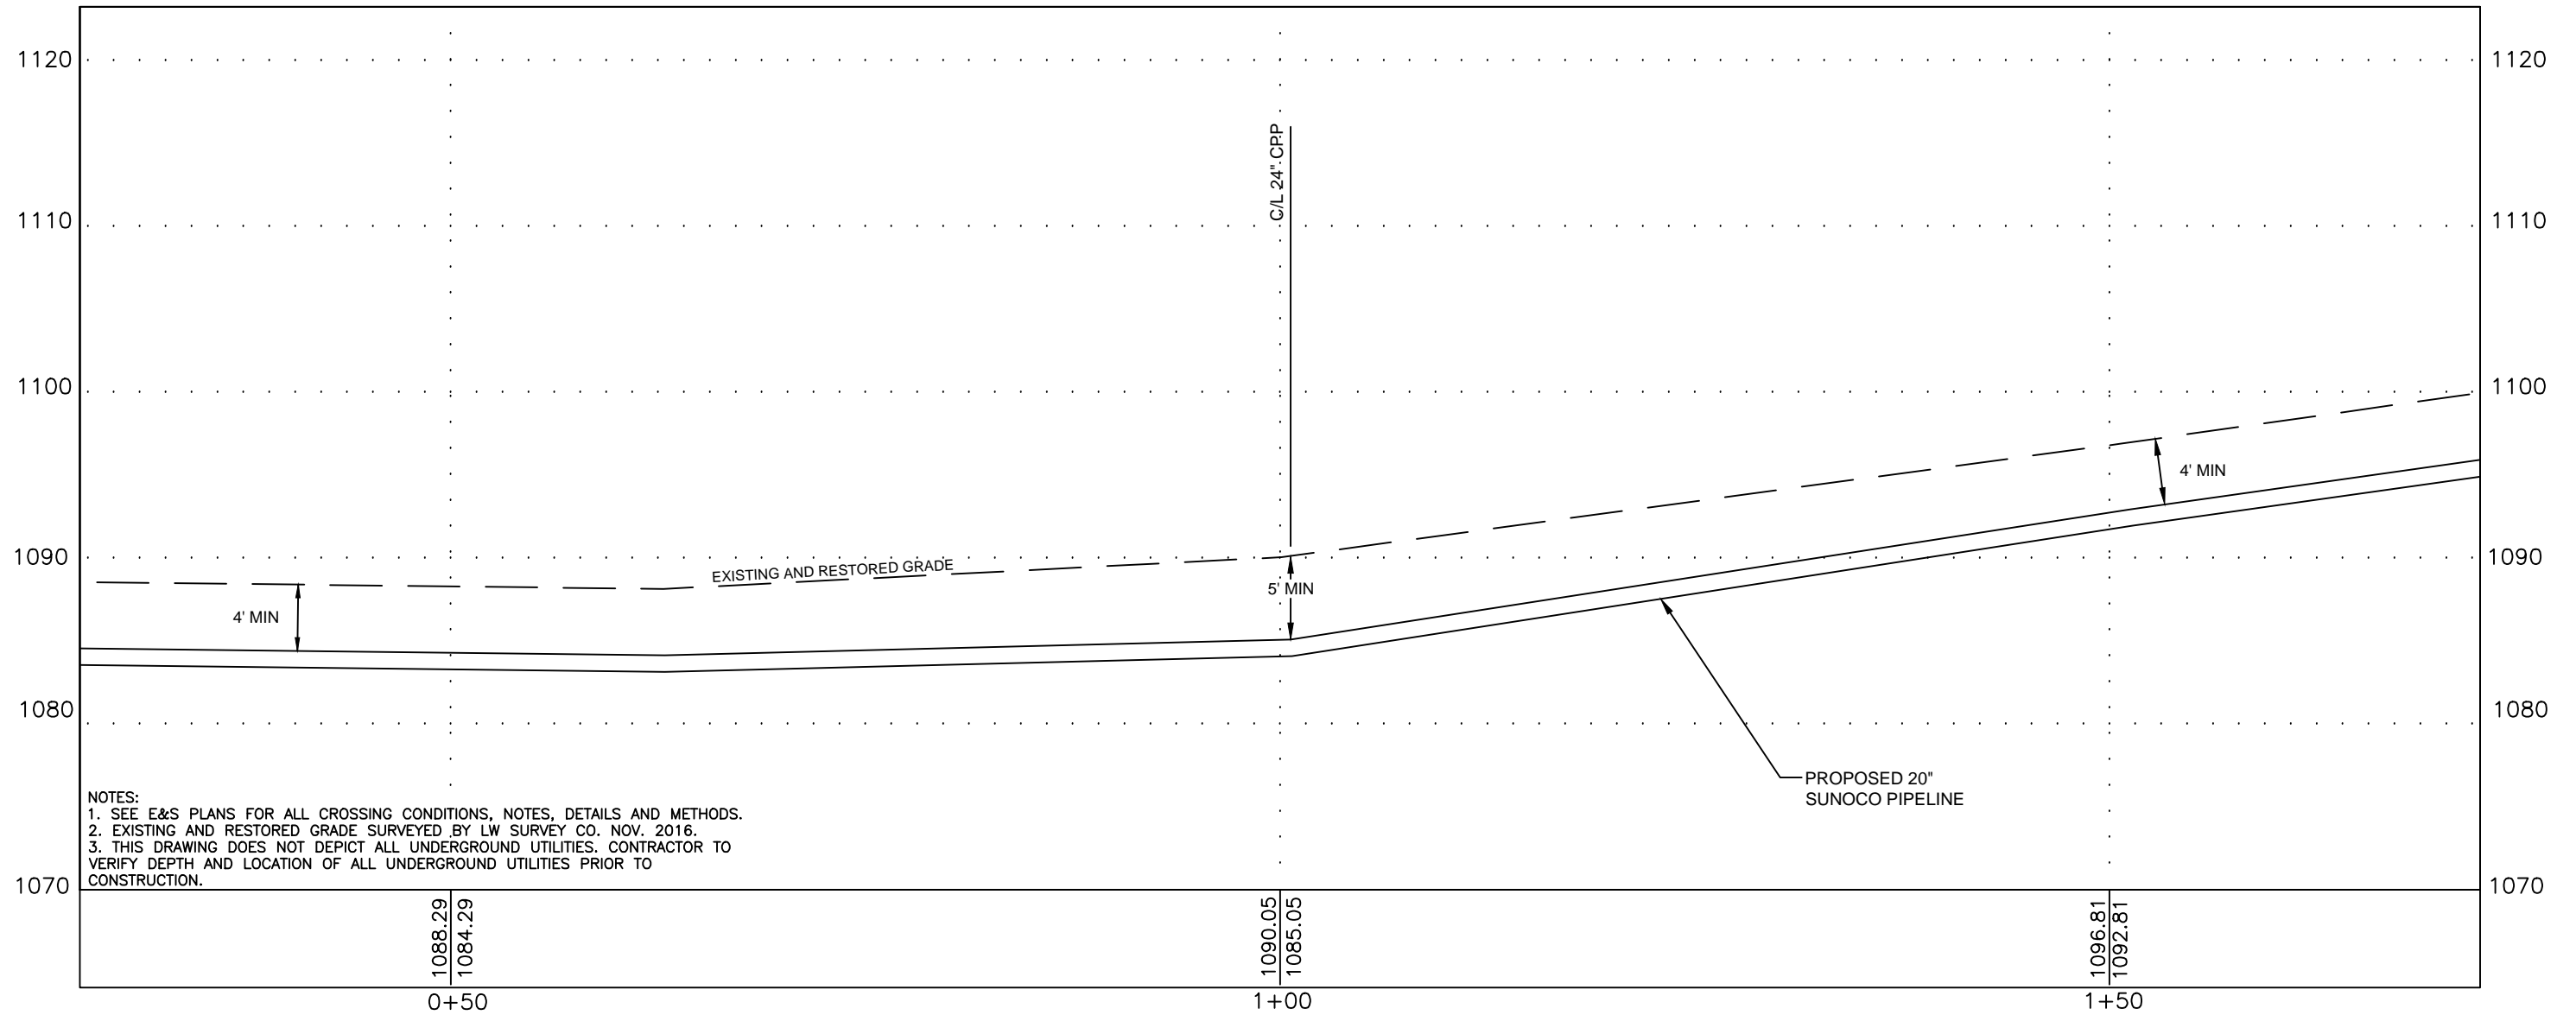 1120
1120
C/L 24" CPP
1110
1110
1100
1100
4' MIN
1090
EXISTING AND RESTORED GRADE
1090
5' MIN
4' MIN
1080
1080
PROPOSED 20"
SUNOCO PIPELINE
NOTES:
1. SEE E&S PLANS FOR ALL CROSSING CONDITIONS, NOTES, DETAILS AND METHODS.
2. EXISTING AND RESTORED GRADE SURVEYED BY LW SURVEY CO. NOV. 2016.
3. THIS DRAWING DOES NOT DEPICT ALL UNDERGROUND UTILITIES. CONTRACTOR TO
VERIFY DEPTH AND LOCATION OF ALL UNDERGROUND UTILITIES PRIOR TO
CONSTRUCTION.
1070
1070
1088.29
1084.29
1090.05
1085.05
1096.81
1092.81
0+50
1+00
1+50